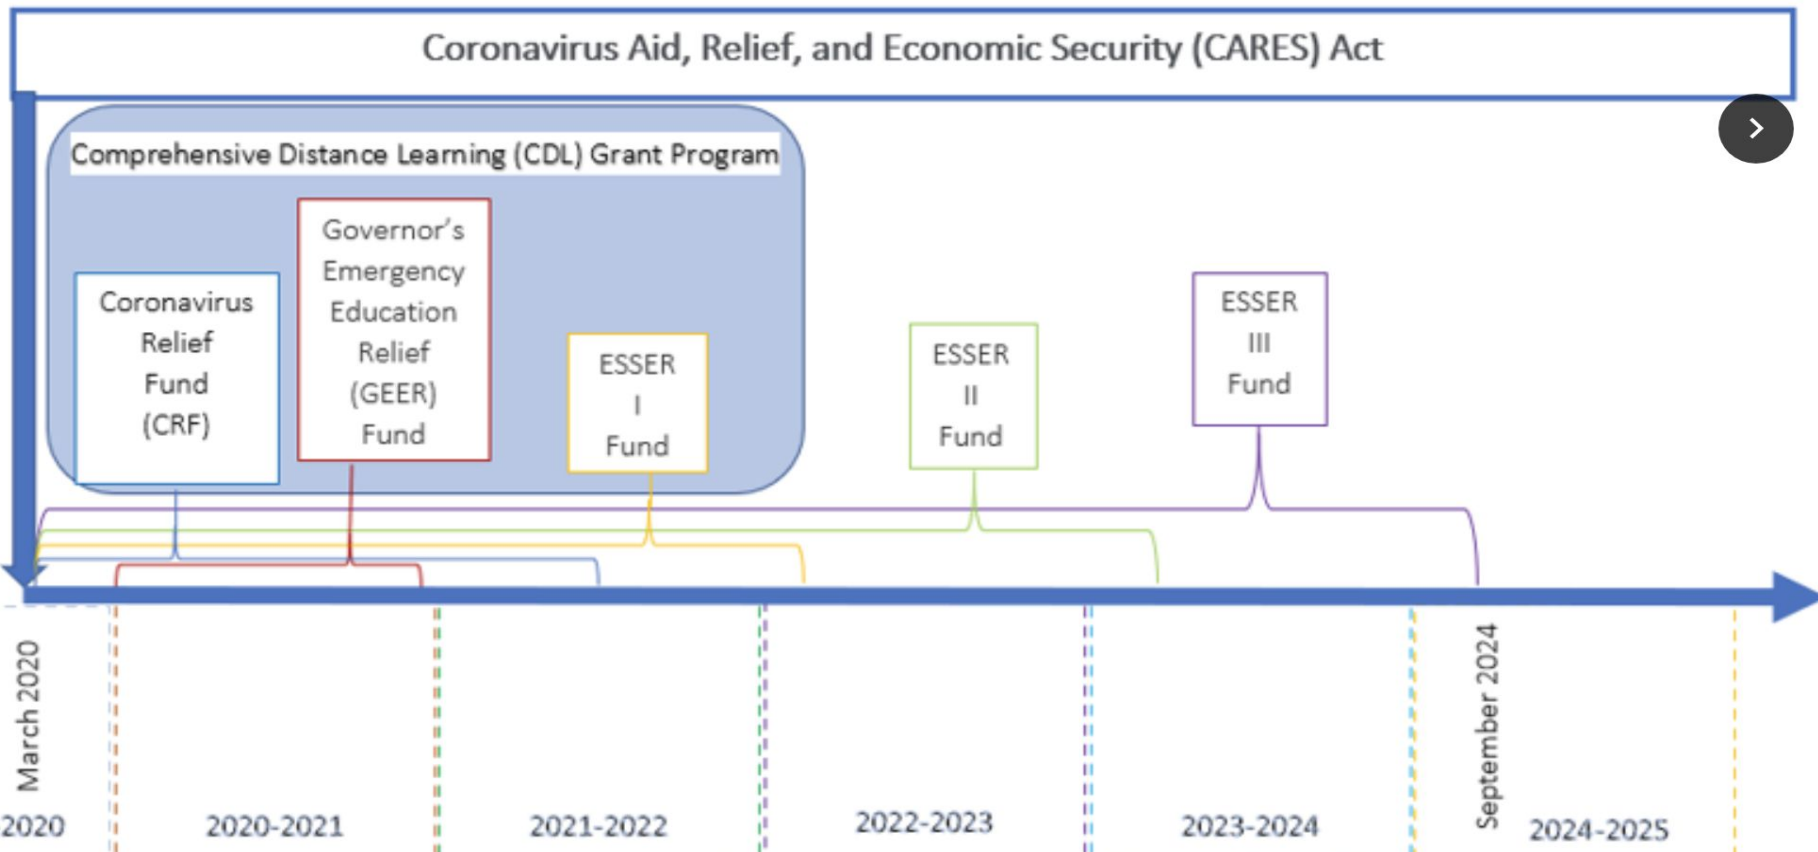 Coronavirus Aid, Relief, and Economic Security (CARES) Act
Comprehensive Distance Learning (CDL) Grant Program
Coronavirus
Relief
Fund
(CRF)
Governor's
Emergency
Education
Relief
(GEER)
Fund
ESSER
I
Fund
ESSER
II
Fund
ESSER
III
Fund
March 2020
September 2024
2020
2020-2021
2021-2022
2022-2023
2023-2024
2024-2025